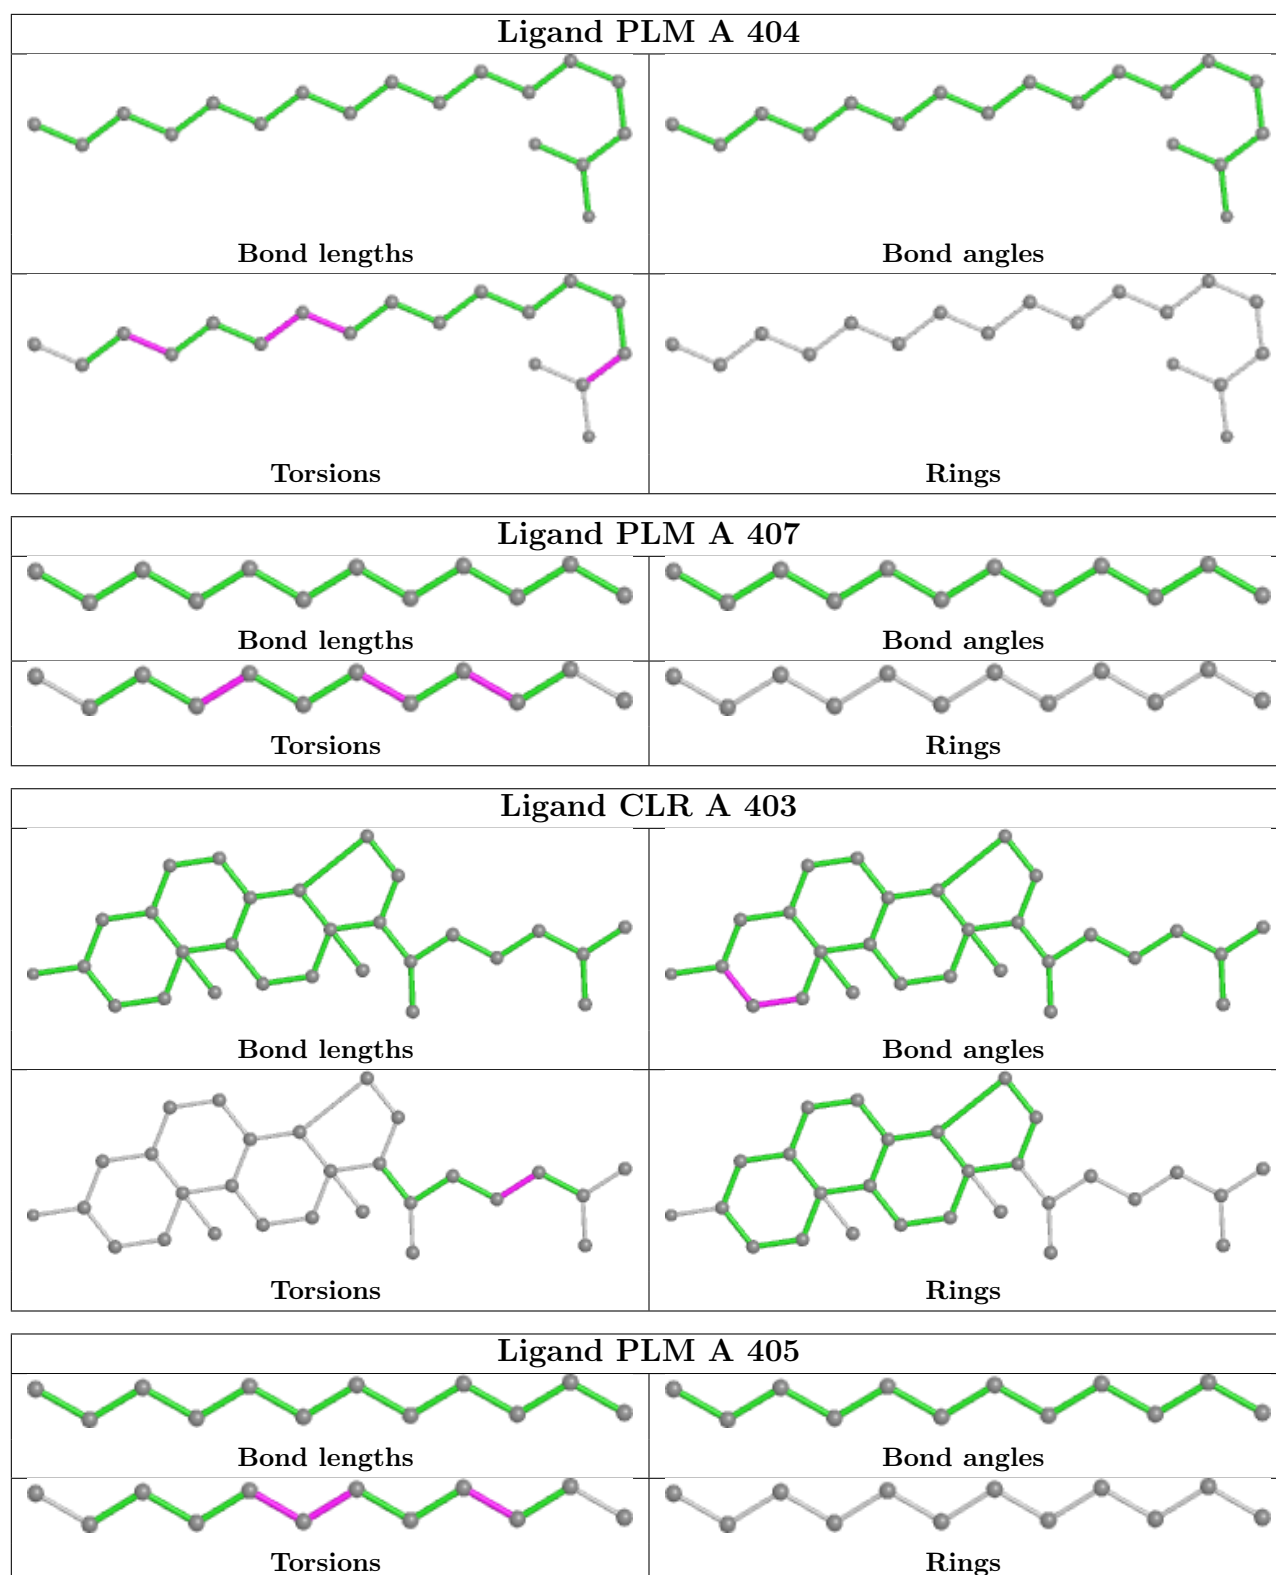 Ligand PLM A 404
Bond lengths
Bond angles
Torsions
Rings
Ligand PLM A 407
Bond lengths
Bond angles
Torsions
Rings
Ligand CLR A 403
Bond lengths
Bond angles
Torsions
Rings
Ligand PLM A 405
Bond lengths
Bond angles
Torsions
Rings